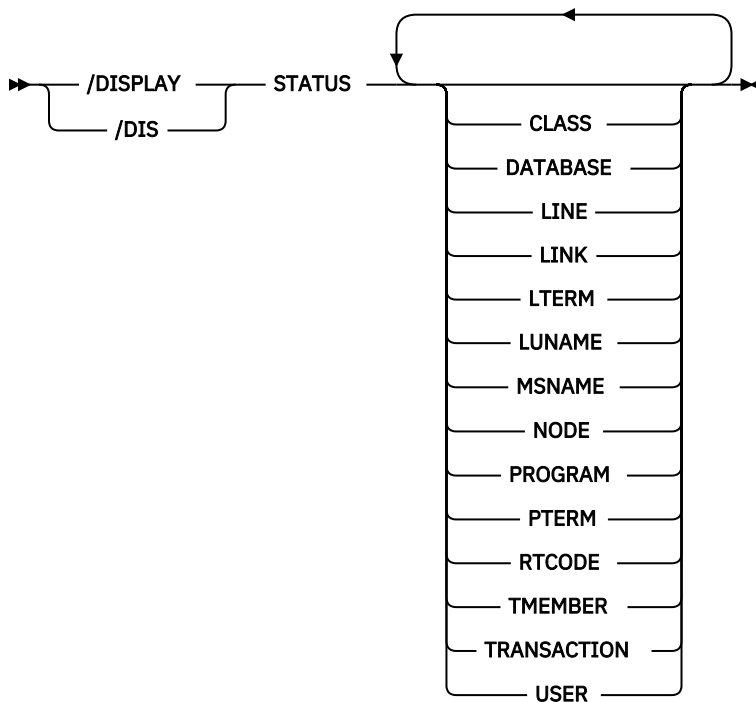 /DISPLAY
STATUS
/DIS
CLASS
DATABASE
LINE
LINK
LTERM
LUNAME
MSNAME
NODE
PROGRAM
PTERM
RTCODE
TMEMBER
TRANSACTION
USER